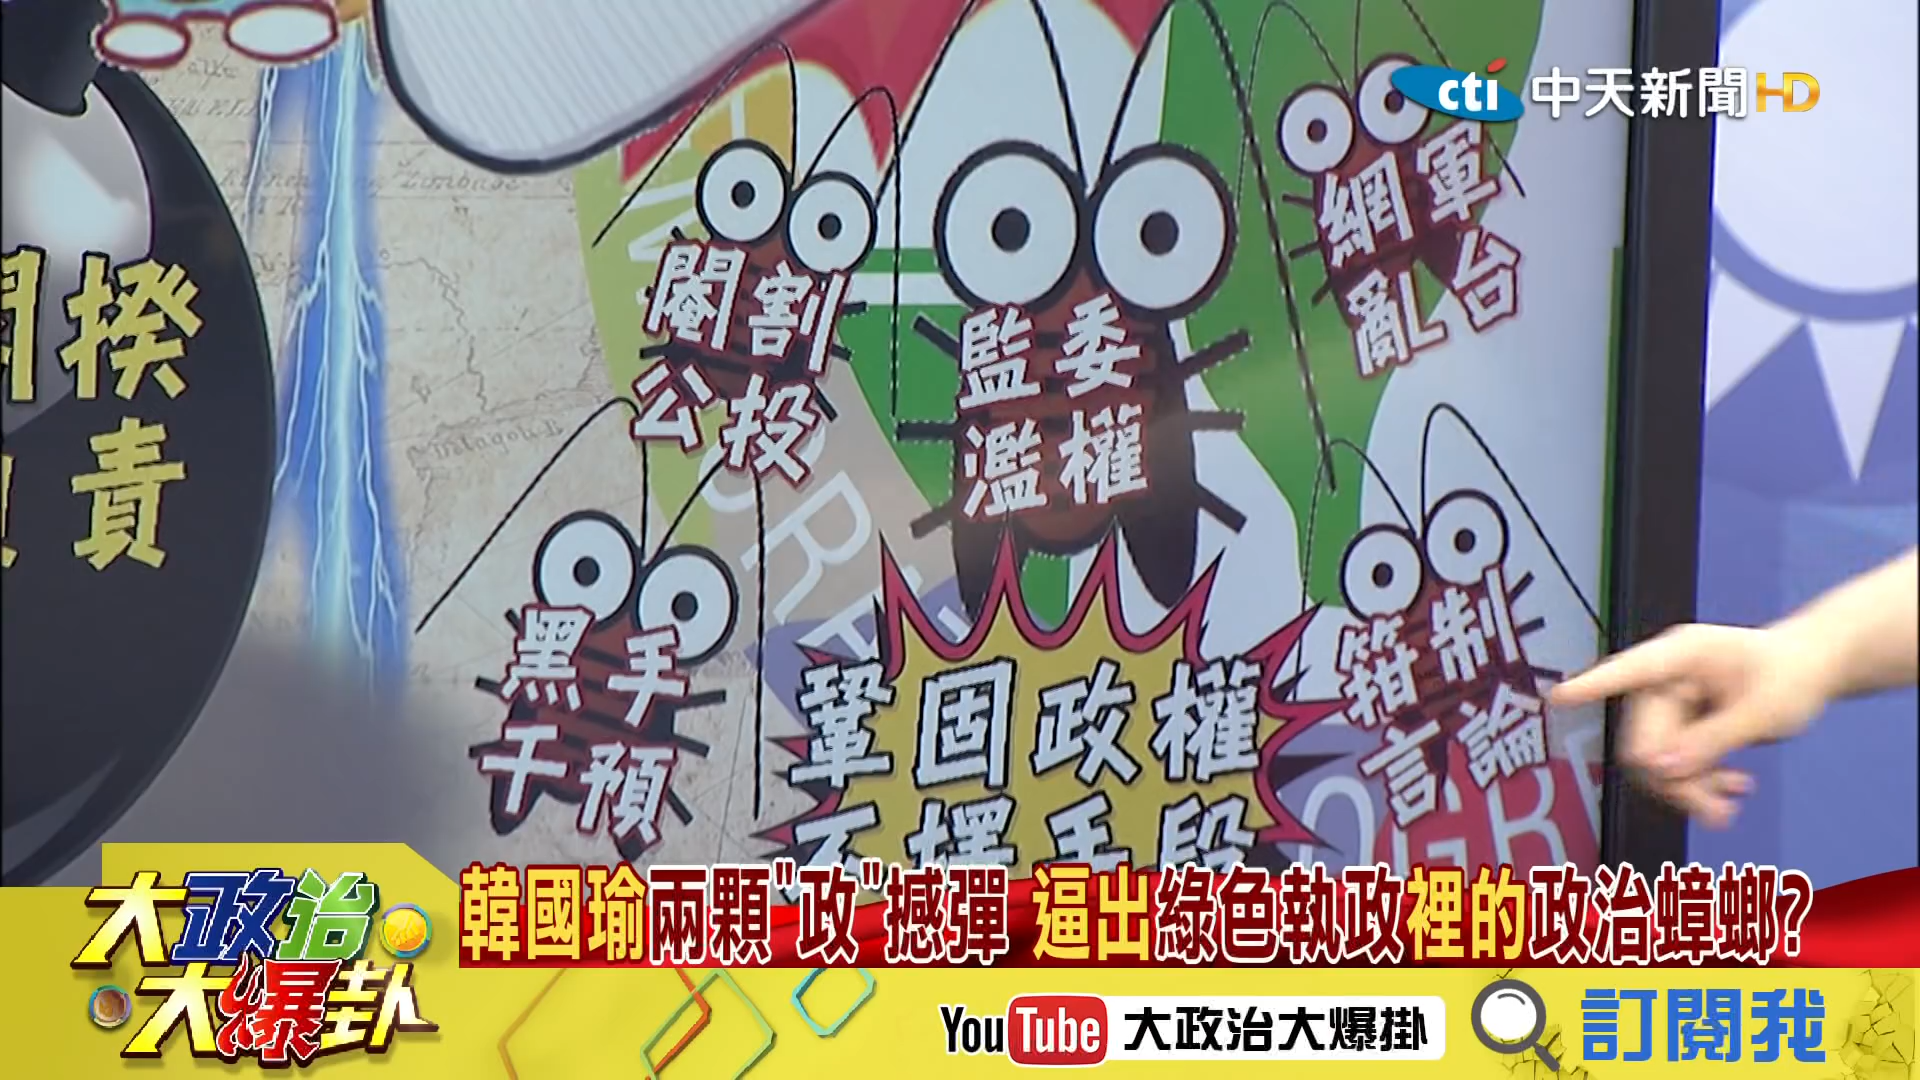 cti 中天新聞HD
閹割
公投
監委
濫權
網軍
亂台
揆
責
黑手
干預
箝制
言論
鞏固政權
不擇手段
大政治
大爆卦
韓國瑜兩顆"政"撼彈 逼出綠色執政裡的政治蟑螂?
YouTube 大政治大爆掛
訂閱我